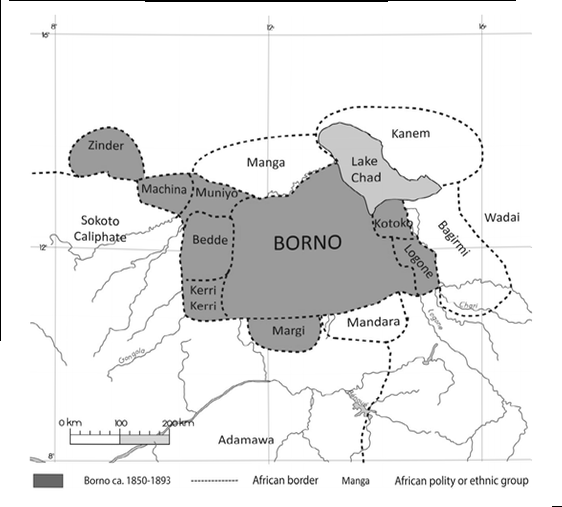 8°
12°
16°
16°
Kanem
Zinder
Manga
Lake
Chad
Machina
Muniyo
Sokoto
Caliphate
Kotoko
Wadai
Bagirmi
12°
Bedde
BORNO
Logone
Kerri
Kerri
Chari
Logone
Margi
Mandara
Gongola
0 km
100
200 km
Adamawa
8°
Borno ca. 1850-1893
African border
Manga
African polity or ethnic group